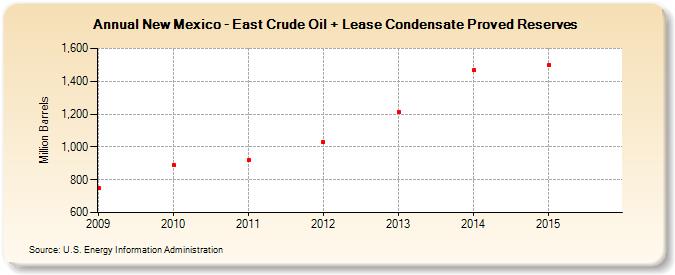 Annual New Mexico - East Crude Oil + Lease Condensate Proved Reserves
Million Barrels
1,600
1,400
1,200
1,000
800
600
2009 2010 2011 2012 2013 2014 2015
Source: U.S. Energy Information Administration